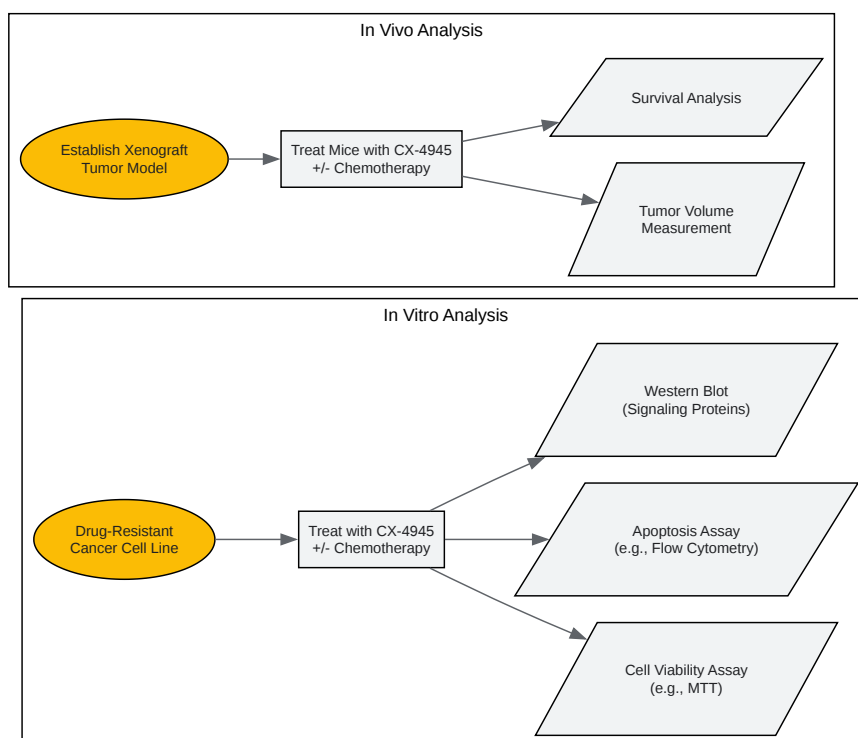 In Vivo Analysis
Establish Xenograft
Tumor Model
Treat Mice with CX-4945
+/- Chemotherapy
Survival Analysis
Tumor Volume
Measurement
In Vitro Analysis
Drug-Resistant
Cancer Cell Line
Treat with CX-4945
+/- Chemotherapy
Western Blot
(Signaling Proteins)
Apoptosis Assay
(e.g., Flow Cytometry)
Cell Viability Assay
(e.g., MTT)